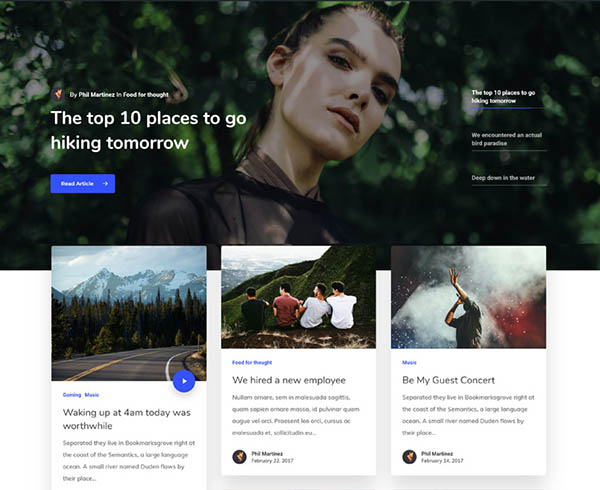 By Phil Martinez In Food for thought
The top 10 places to go
hiking tomorrow
Read Article
The top 10 places to go
hiking tomorrow
We encountered an actual
bird paradise
Deep down in the water
Gaming Music
Waking up at 4am today was
worthwhile
Separated they live in Bookmarksgrove right at
the coast of the Semantics, a large language
ocean. A small river named Duden flows by
their place...
Food for thought
We hired a new employee
Nullam ornare, sem in malesuada sagittis,
quam sapien ornare massa, id pulvinar quam
augue vel orci. Praesent leo orci, cursus ac
malesuada et, sollicitudin eu...
Phil Martinez
February 22, 2017
Music
Be My Guest Concert
Separated they live in Bookmarksgrove right at
the coast of the Semantics, a large language
ocean. A small river named Duden flows by
their place...
Phil Martinez
February 14, 2017